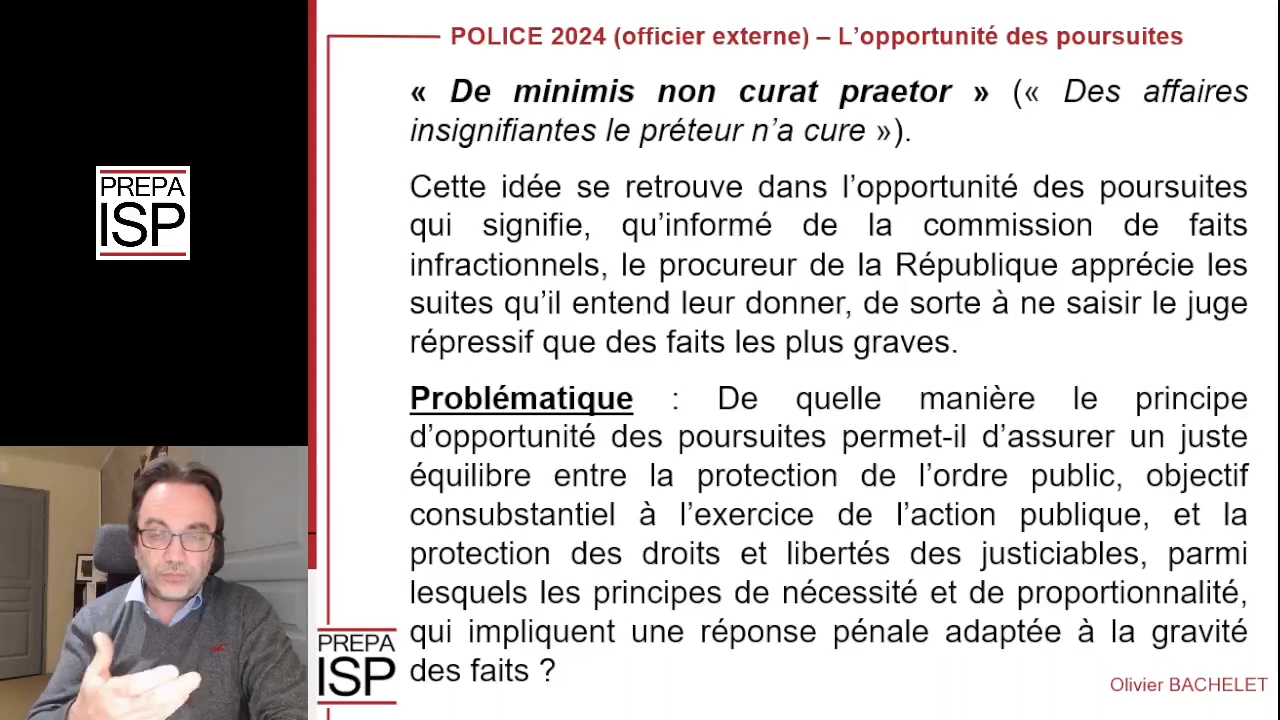 POLICE 2024 (officier externe) – L'opportunité des poursuites
« De minimis non curat praetor » (« Des affaires
insignifiantes le préteur n'a cure »).
Cette idée se retrouve dans l'opportunité des poursuites
qui signifie, qu'informé de la commission de faits
infractionnels, le procureur de la République apprécie les
suites qu'il entend leur donner, de sorte à ne saisir le juge
répressif que des faits les plus graves.
Problématique : De quelle manière le principe
d'opportunité des poursuites permet-il d'assurer un juste
équilibre entre la protection de l'ordre public, objectif
consubstantiel à l'exercice de l'action publique, et la
protection des droits et libertés des justiciables, parmi
lesquels les principes de nécessité et de proportionnalité,
qui impliquent une réponse pénale adaptée à la gravité
des faits ?
PREPA
ISP
PREPA
ISP
Olivier BACHELET